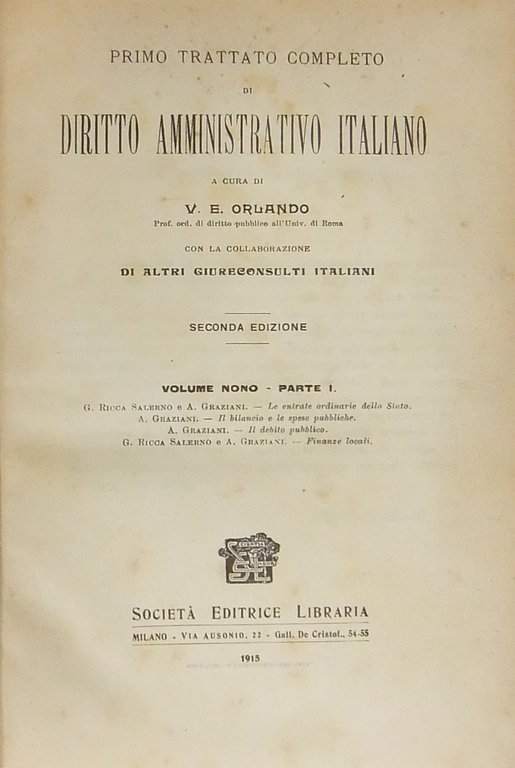 PRIMO TRATTATO COMPLETO
DI
DIRITTO AMMINISTRATIVO ITALIANO
A CURA DI
V. E. ORLANDO
Prof. ord. di diritto pubblico all'Univ. di Roma
CON LA COLLABORAZIONE
DI ALTRI GIURECONSULTI ITALIANI
SECONDA EDIZIONE
VOLUME NONO - PARTE I.
G. RICCA SALERNO e A. GRAZIANI. — Le entrate ordinarie dello Stato.
A. GRAZIANI. — Il bilancio e le spese pubbliche.
A. GRAZIANI. — Il debito pubblico.
G. RICCA SALERNO e A. GRAZIANI. — Finanze locali.
SOCIETÀ EDITRICE LIBRARIA
MILANO - VIA AUSONIO, 22 - Gall. De Cristof., 54-55
1915